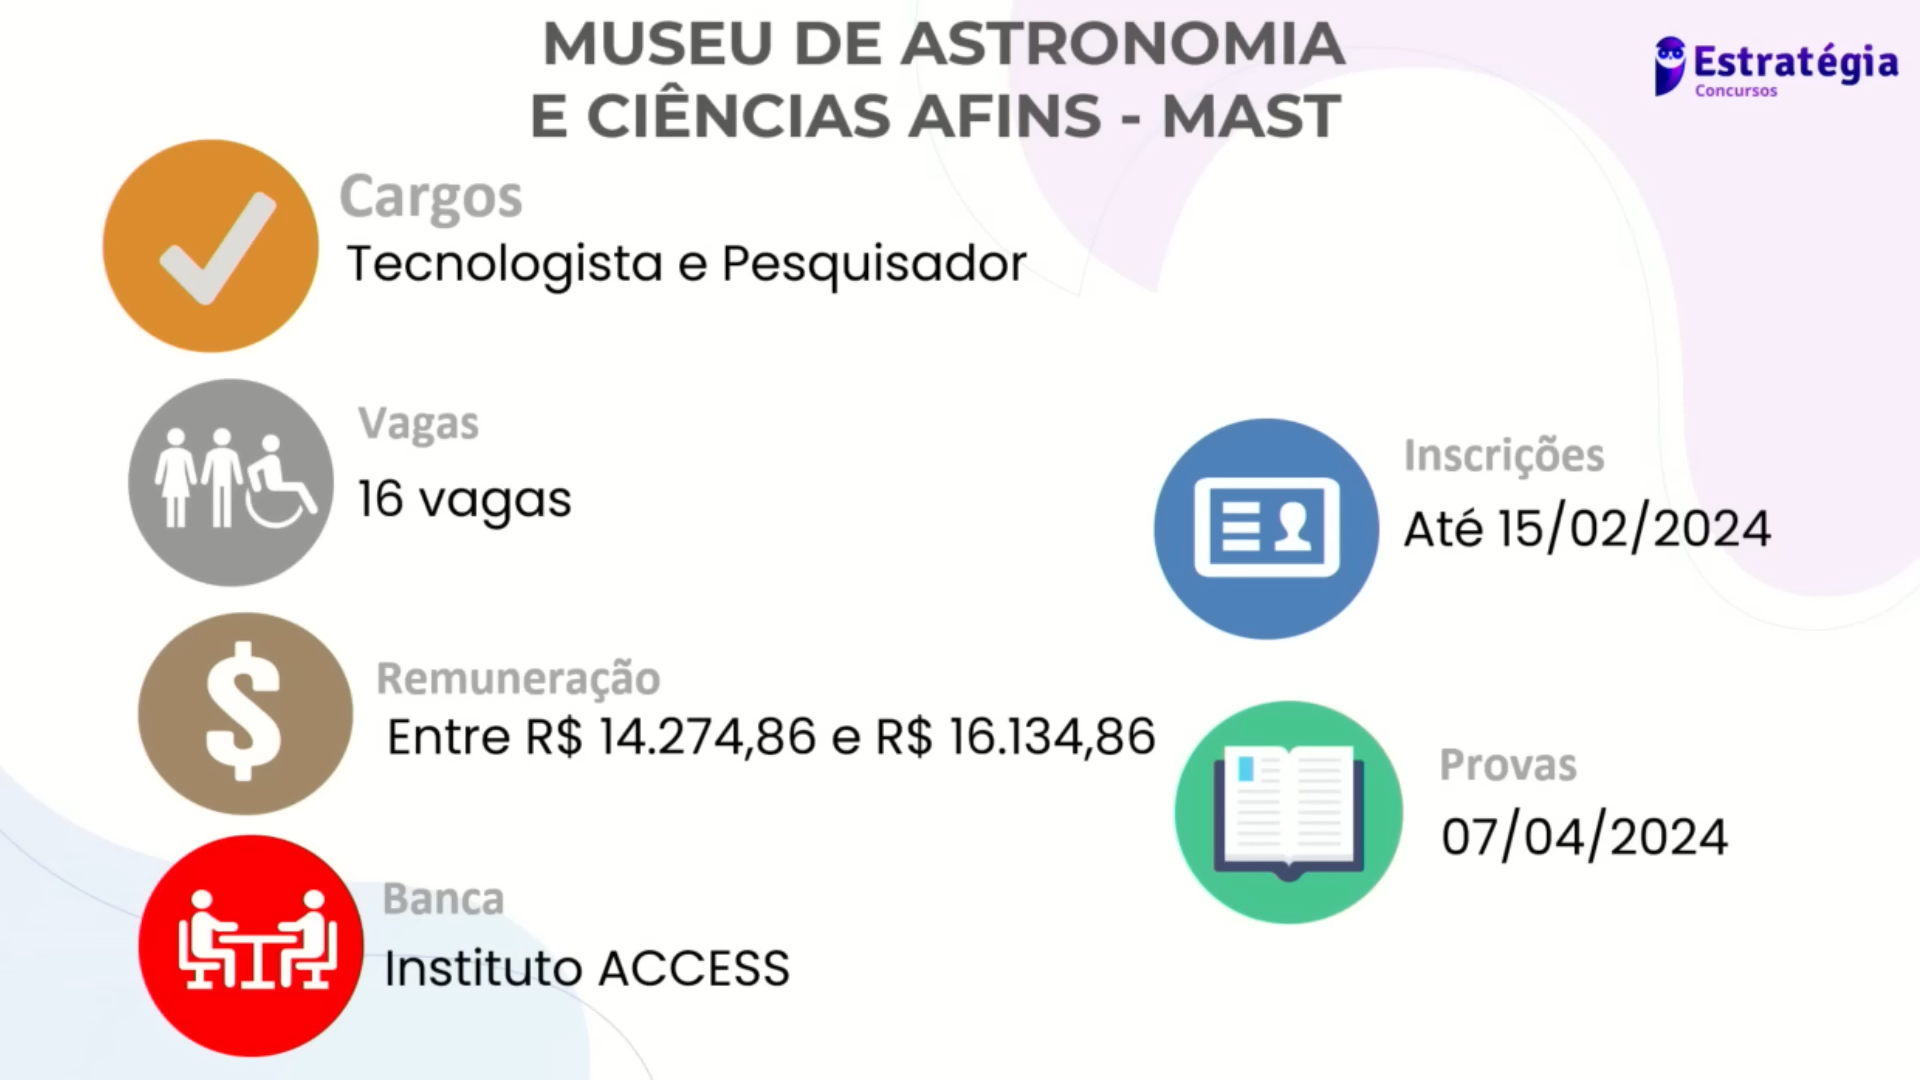 MUSEU DE ASTRONOMIA
E CIÊNCIAS AFINS - MAST
Estratégia
Concursos
Cargos
Tecnologista e Pesquisador
Vagas
16 vagas
Remuneração
Entre R$ 14.274,86 e R$ 16.134,86
Banca
Instituto ACCESS
Inscrições
Até 15/02/2024
Provas
07/04/2024